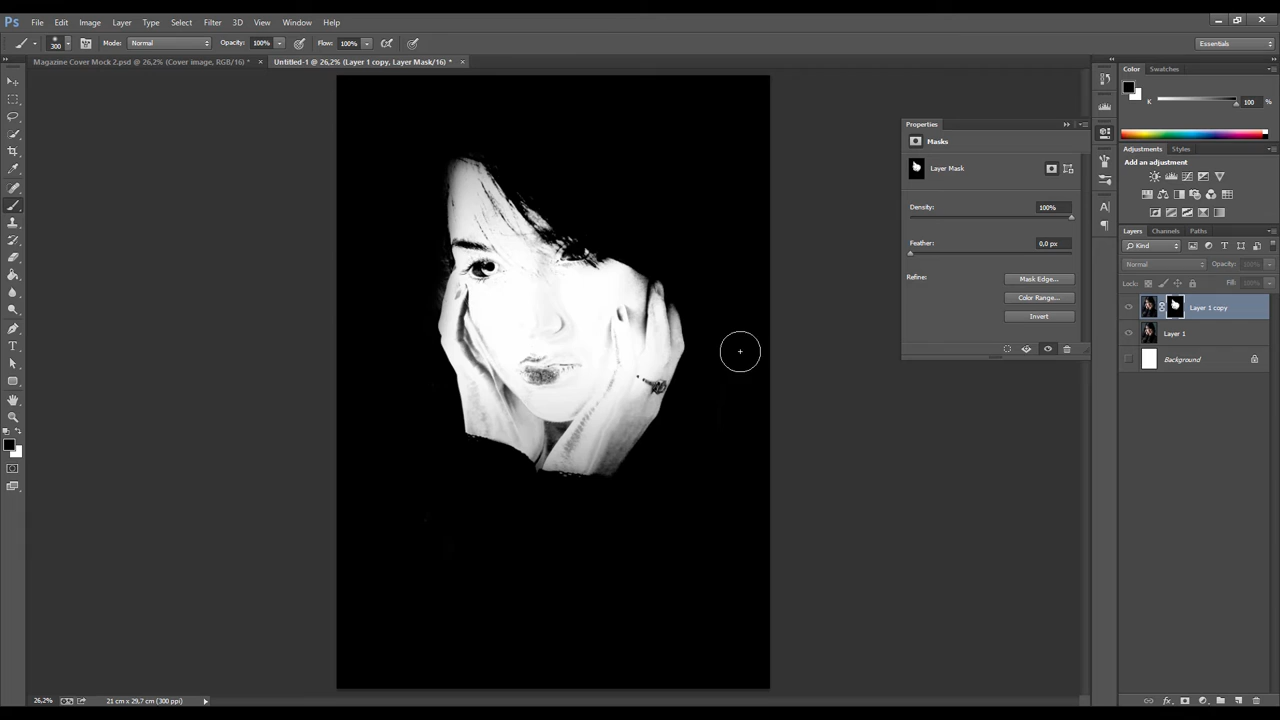 Ps File Edit Image Layer Type Select Filter 3D View Window Help
300 Mode: Normal Opacity: 100% Flow: 100% Essentials
Magazine Cover Mock 2.psd @ 26,2% (Cover image, RGB/16) * × Untitled-1 @ 26,2% (Layer 1 copy, Layer Mask/16) * ×
Color Swatches
K 100 %
Properties
Masks
Layer Mask
Density: 100%
Feather: 0,0 px
Refine: Mask Edge...
Color Range...
Invert
Adjustments Styles
Add an adjustment
Layers Channels Paths
Kind
Normal Opacity: 100%
Lock: Fill: 100%
Layer 1 copy
Layer 1
Background
26,2% 21 cm x 29,7 cm (300 ppi)